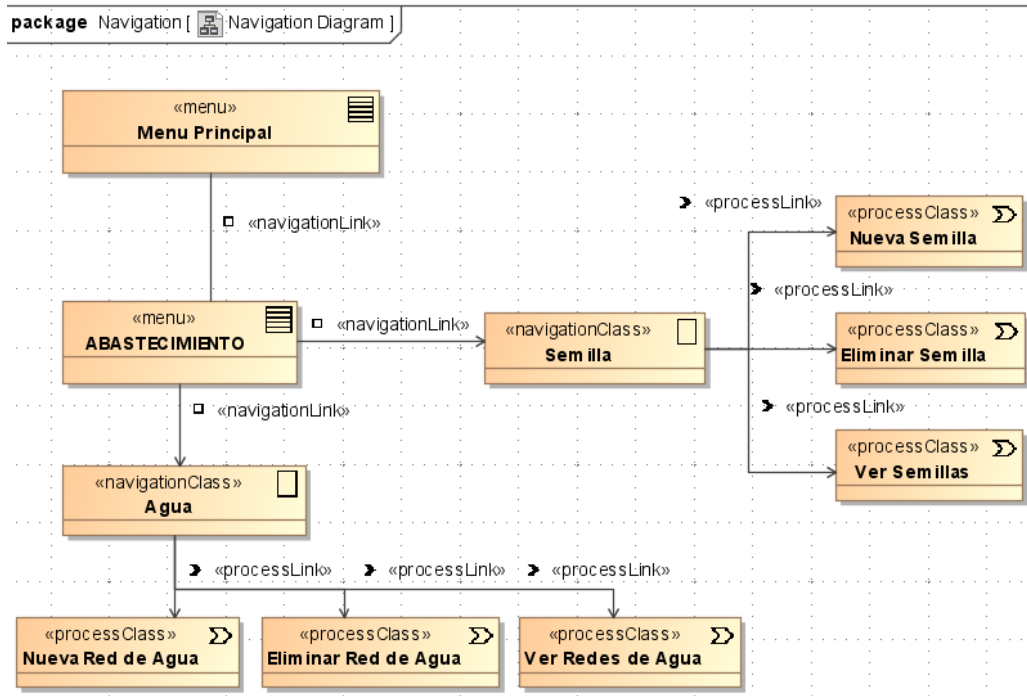 package Navigation [ Navigation Diagram ]
«menu»
Menu Principal
«navigationLink»
«menu»
ABASTECIMIENTO
«navigationLink»
«navigationClass»
Semilla
«processLink»
«processClass»
Nueva Semilla
«processLink»
«processClass»
Eliminar Semilla
«processLink»
«processClass»
Ver Semillas
«navigationLink»
«navigationClass»
Agua
«processLink» «processLink» «processLink»
«processClass»
Nueva Red de Agua
«processClass»
Eliminar Red de Agua
«processClass»
Ver Redes de Agua